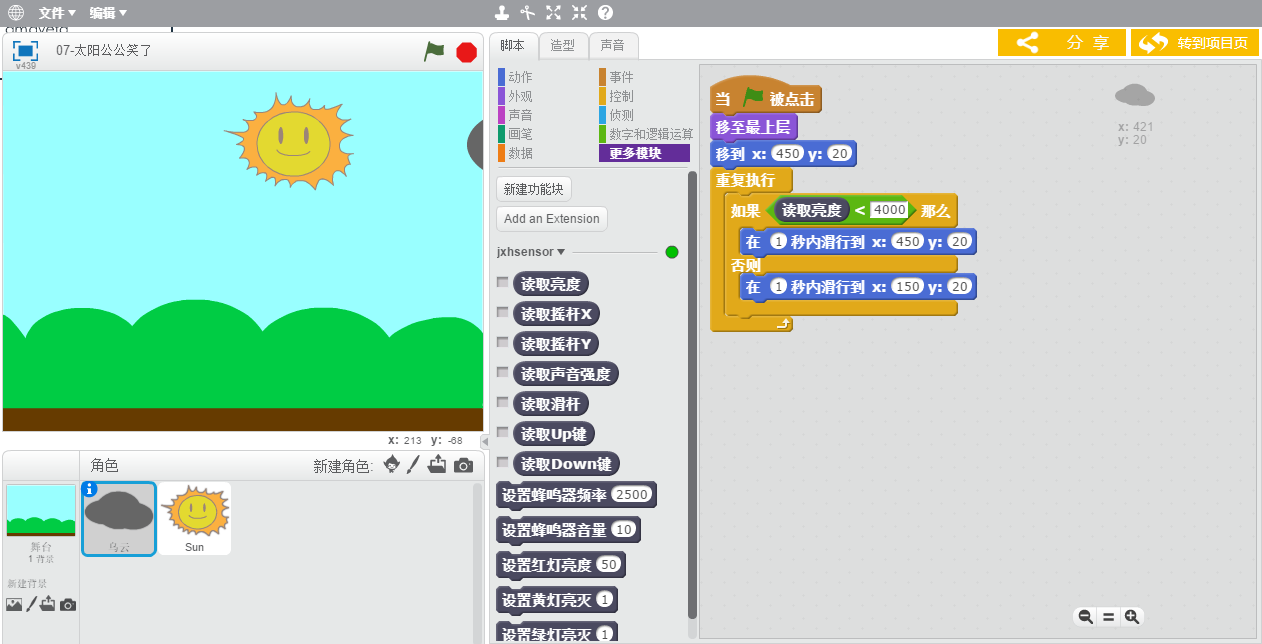 文件▼ 编辑▼
07-太阳公公笑了
v439
脚本 造型 声音
分 享
转到项目页
动作 事件
外观 控制
声音 侦测
画笔 数字和逻辑运算
数据 更多模块
新建功能块
Add an Extension
jxhsensor▼
读取亮度
读取摇杆X
读取摇杆Y
读取声音强度
读取滑杆
读取Up键
读取Down键
设置蜂鸣器频率 2500
设置蜂鸣器音量 10
设置红灯亮度 50
设置黄灯亮灭 1
设置绿灯亮灭 1
当 被点击
移至最上层
移到 x: 450 y: 20
重复执行
如果 读取亮度 < 4000 那么
在 1 秒内滑行到 x: 450 y: 20
否则
在 1 秒内滑行到 x: 150 y: 20
x: 421
y: 20
x: 213 y: -68
角色
新建角色:
舞台
1 背景
新建背景
乌云
Sun